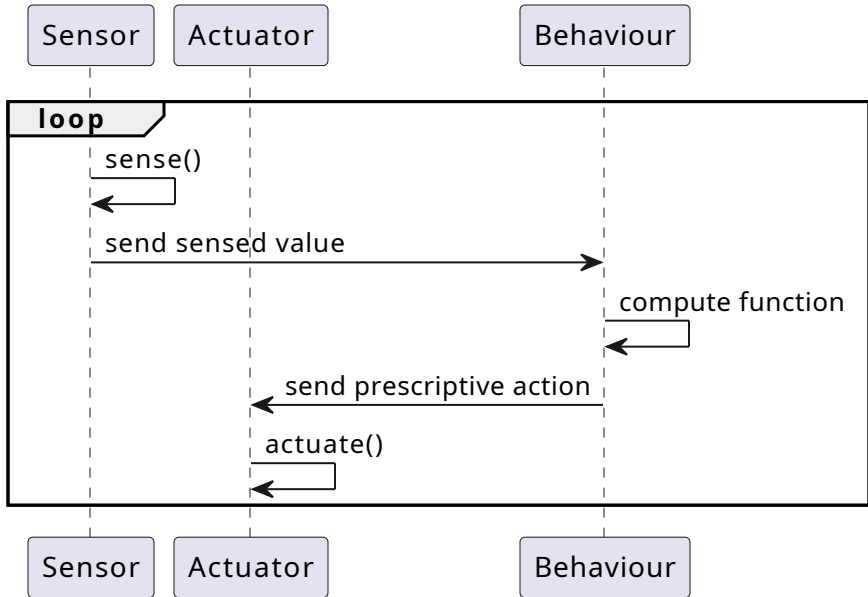 Sensor Actuator Behaviour
loop
sense()
send sensed value
compute function
send prescriptive action
actuate()
Sensor Actuator Behaviour